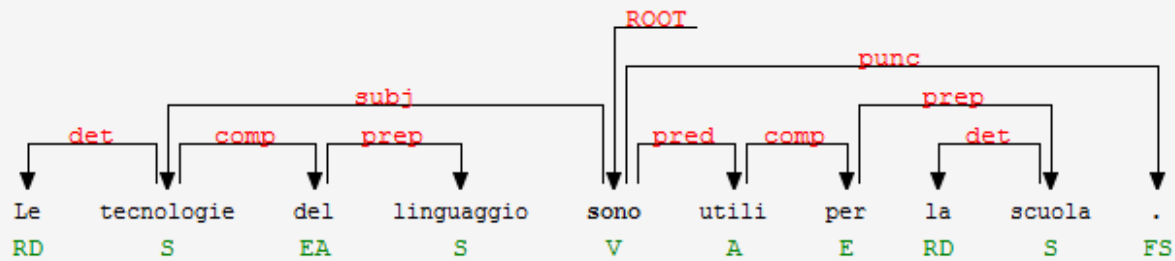 ROOT
punc
subj prep
det comp prep pred comp det
Le tecnologie del linguaggio sono utili per la scuola .
RD S EA S V A E RD S FS